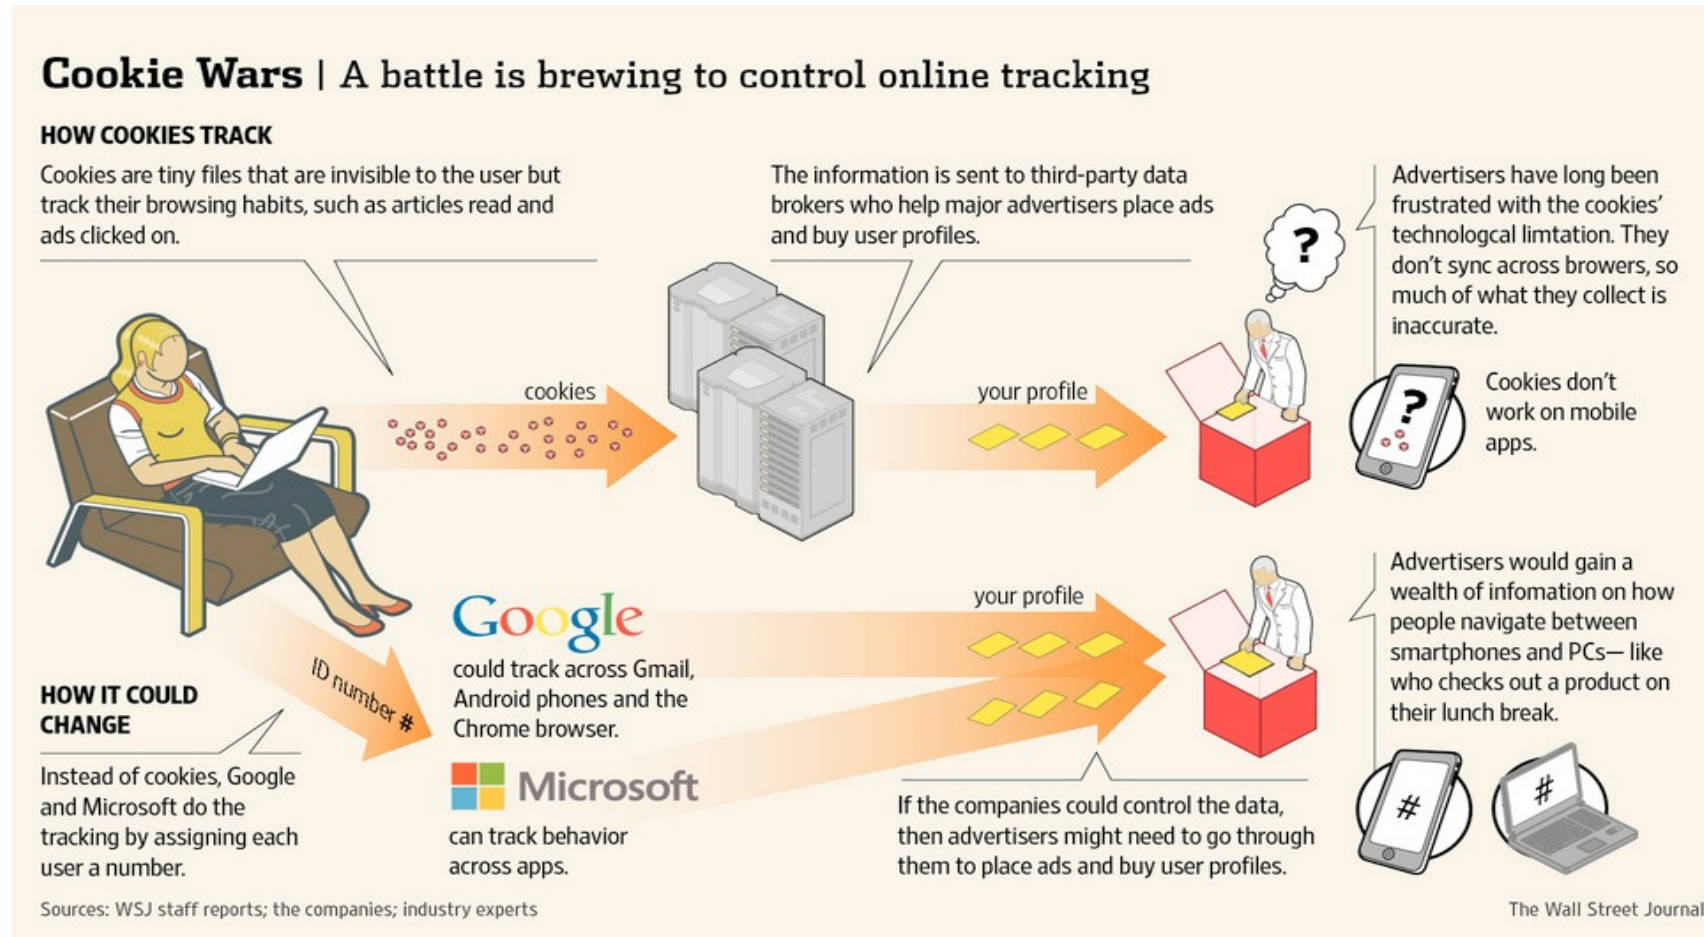 Cookie Wars | A battle is brewing to control online tracking
HOW COOKIES TRACK
Cookies are tiny files that are invisible to the user but
track their browsing habits, such as articles read and
ads clicked on.
The information is sent to third-party data
brokers who help major advertisers place ads
and buy user profiles.
?
Advertisers have long been
frustrated with the cookies’
technologcal limtation. They
don’t sync across browers, so
much of what they collect is
inaccurate.
cookies
your profile
?
Cookies don’t
work on mobile
apps.
HOW IT COULD
CHANGE
Instead of cookies, Google
and Microsoft do the
tracking by assigning each
user a number.
ID number #
Google
could track across Gmail,
Android phones and the
Chrome browser.
Microsoft
can track behavior
across apps.
your profile
If the companies could control the data,
then advertisers might need to go through
them to place ads and buy user profiles.
Advertisers would gain a
wealth of infomation on how
people navigate between
smartphones and PCs— like
who checks out a product on
their lunch break.
#
#
Sources: WSJ staff reports; the companies; industry experts
The Wall Street Journal